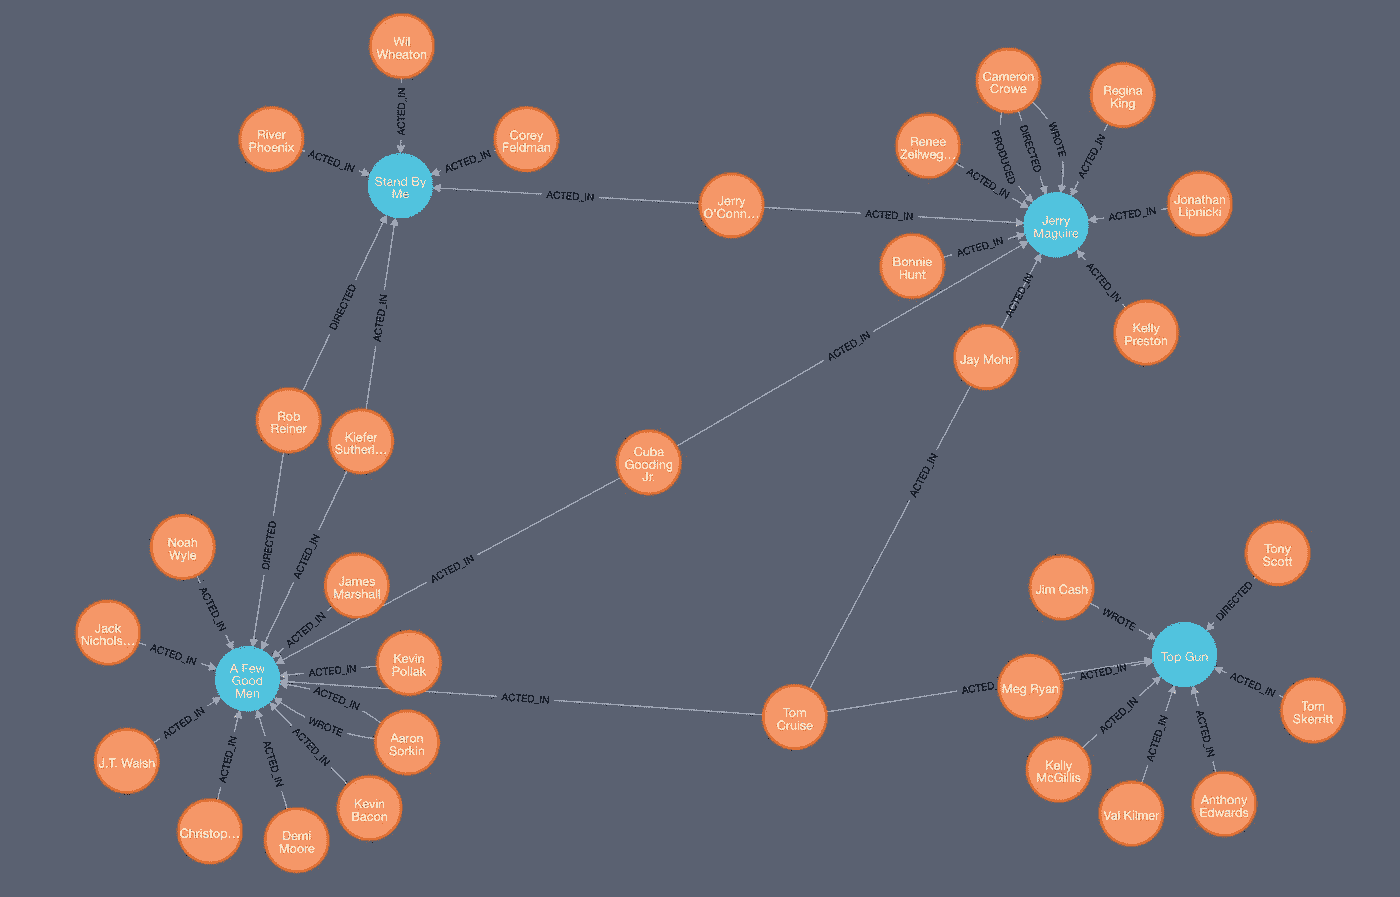 Wil
Wheaton
ACTED_IN
River
Phoenix
ACTED_IN
Corey
Feldman
ACTED_IN
Stand By
Me
ACTED_IN
Jerry
O'Conn...
ACTED_IN
Cameron
Crowe
PRODUCED
DIRECTED
WROTE
Regina
King
ACTED_IN
Renee
Zellweg...
ACTED_IN
Jonathan
Lipnicki
ACTED_IN
Jerry
Maguire
Bonnie
Hunt
ACTED_IN
Kelly
Preston
ACTED_IN
Jay Mohr
ACTED_IN
ACTED_IN
DIRECTED
ACTED_IN
Rob
Reiner
Kiefer
Sutherl...
Cuba
Gooding
Jr.
ACTED_IN
DIRECTED
ACTED_IN
ACTED_IN
Noah
Wyle
ACTED_IN
James
Marshall
ACTED_IN
Jack
Nichols...
ACTED_IN
A Few
Good
Men
Kevin
Pollak
ACTED_IN
ACTED_IN
WROTE
Aaron
Sorkin
ACTED_IN
Tom
Cruise
ACTED_IN
J.T. Walsh
ACTED_IN
Christop...
ACTED_IN
Demi
Moore
ACTED_IN
Kevin
Bacon
ACTED_IN
Jim Cash
WROTE
Tony
Scott
DIRECTED
Top Gun
ACTED_
Meg Ryan
ACTED_IN
Tom
Skerritt
ACTED_IN
Kelly
McGillis
ACTED_IN
Val Kilmer
ACTED_IN
Anthony
Edwards
ACTED_IN